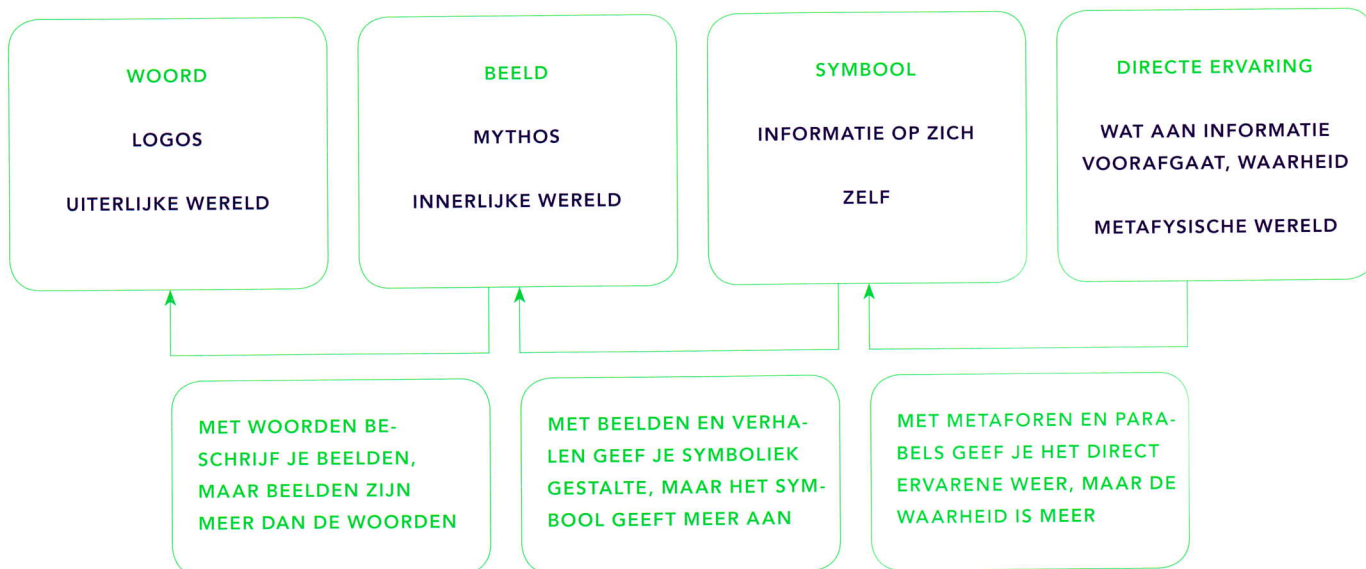 WOORD
LOGOS
UITERLIJKE WERELD
BEELD
MYTHOS
INNERLIJKE WERELD
SYMBOOL
INFORMATIE OP ZICH
ZELF
DIRECTE ERVARING
WAT AAN INFORMATIE
VOORAFGAAT, WAARHEID
METAFYSISCHE WERELD
MET WOORDEN BE-
SCHRIJF JE BEELDEN,
MAAR BEELDEN ZIJN
MEER DAN DE WOORDEN
MET BEELDEN EN VERHA-
LEN GEEF JE SYMBOLIEK
GESTALTE, MAAR HET SYM-
BOOL GEEFT MEER AAN
MET METAFOREN EN PARA-
BELS GEEF JE HET DIRECT
ERVARENE WEER, MAAR DE
WAARHEID IS MEER